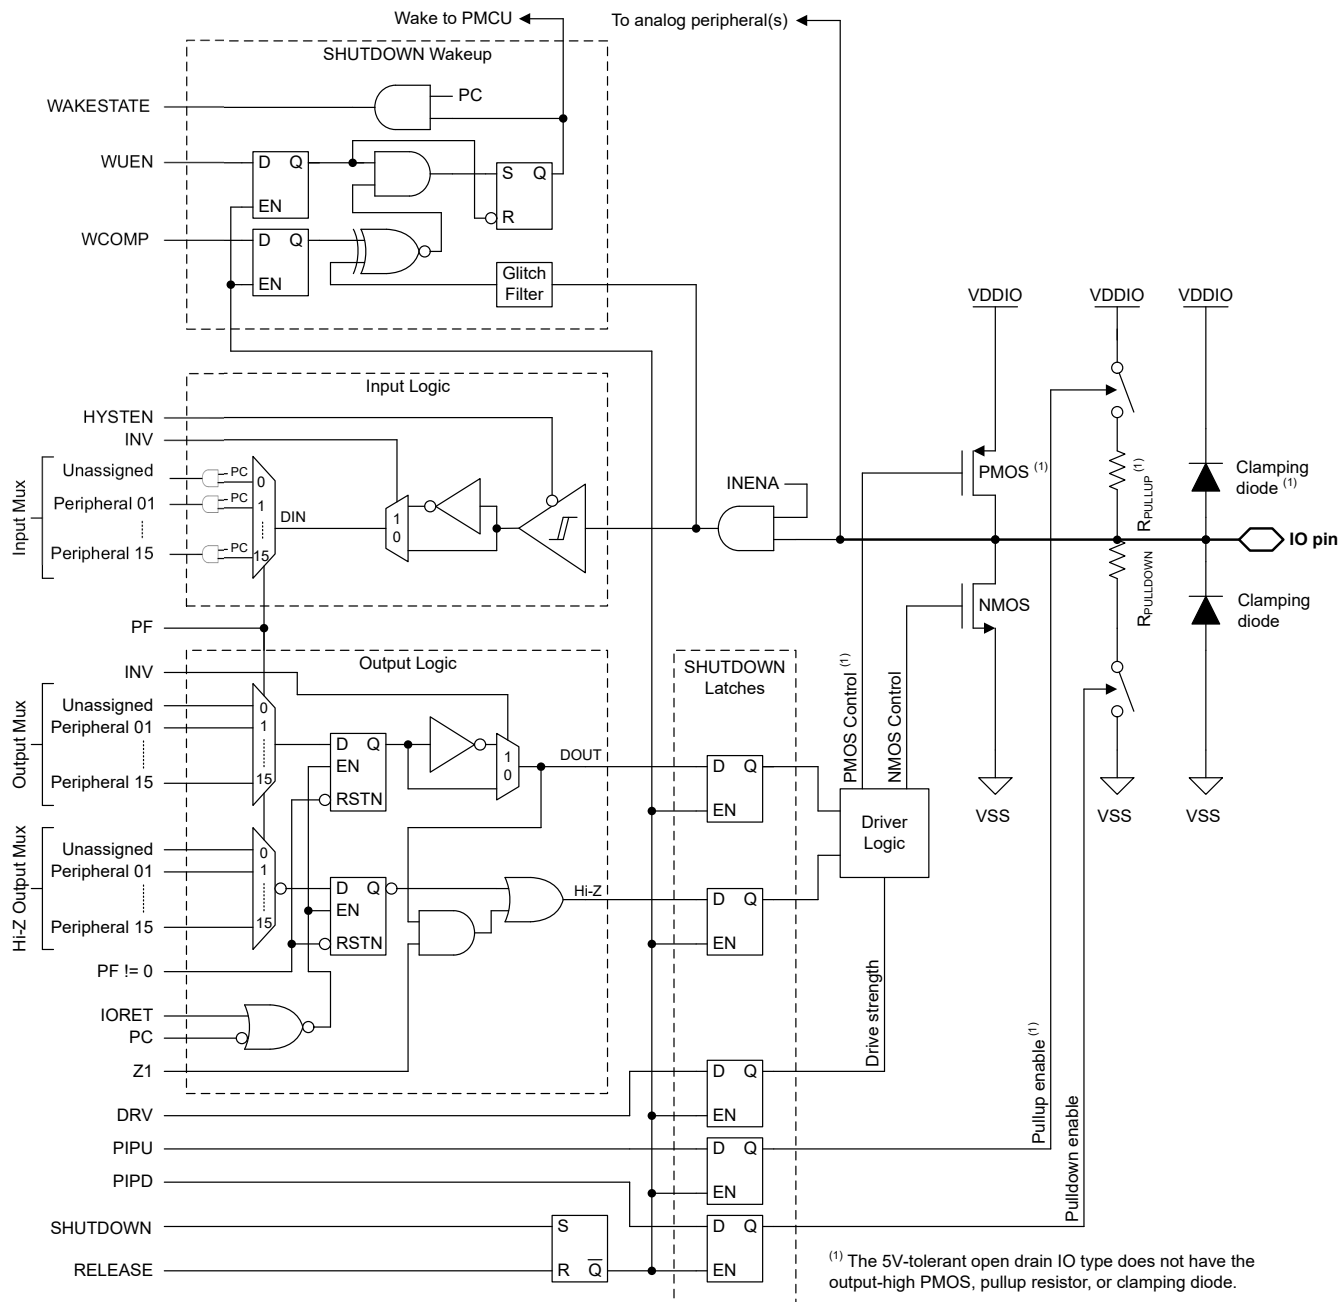 Wake to PMCU
To analog peripheral(s)
SHUTDOWN Wakeup
WAKESTATE
PC
WUEN
D Q
EN
S Q
R
WCOMP
D Q
EN
Glitch
Filter
VDDIO
VDDIO
VDDIO
Input Logic
HYSTEN
INV
Input Mux
Unassigned
PC
0
Peripheral 01
PC
1
Peripheral 15
PC
15
DIN
1
0
INENA
PMOS (1)
RPULLUP (1)
Clamping
diode (1)
IO pin
NMOS
RPULLDOWN
Clamping
diode
VSS
VSS
VSS
PF
Output Logic
INV
Output Mux
Unassigned
0
Peripheral 01
1
Peripheral 15
15
D Q
EN
RSTN
1
0
DOUT
SHUTDOWN
Latches
D Q
EN
PMOS Control (1)
NMOS Control
Driver
Logic
Hi-Z Output Mux
Unassigned
0
Peripheral 01
1
Peripheral 15
15
D Q
EN
RSTN
Hi-Z
D Q
EN
PF != 0
IORET
PC
Z1
Drive strength
D Q
EN
DRV
PIPU
D Q
EN
Pullup enable (1)
PIPD
D Q
EN
Pulldown enable
SHUTDOWN
S
RELEASE
R Q̅
(1) The 5V-tolerant open drain IO type does not have the
output-high PMOS, pullup resistor, or clamping diode.